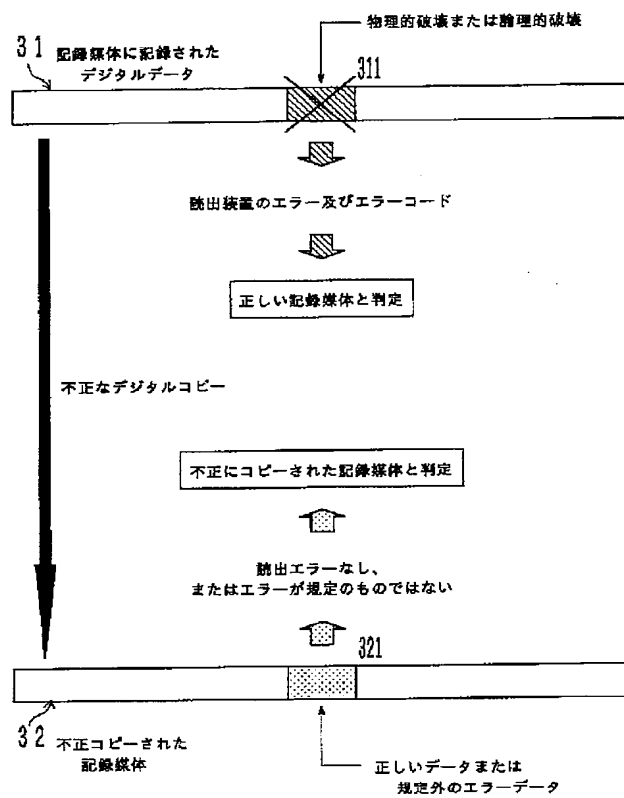 物理的破壊または論理的破壊
31 記録媒体に記録された
デジタルデータ
311
読出装置のエラー及びエラーコード
正しい記録媒体と判定
不正なデジタルコピー
不正にコピーされた記録媒体と判定
読出エラーなし、
またはエラーが規定のものではない
321
32 不正コピーされた
記録媒体
正しいデータまたは
規定外のエラーデータ